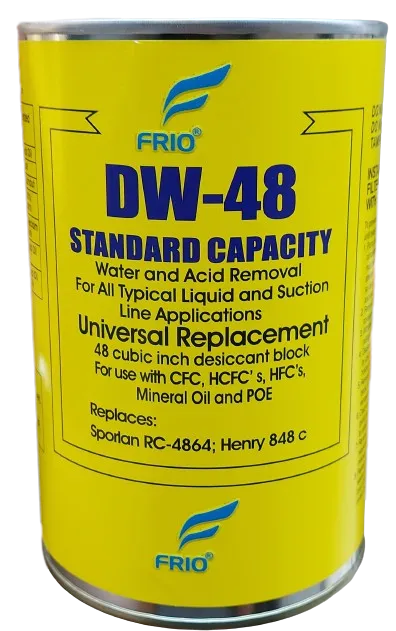 FRIO®
DW-48
STANDARD CAPACITY
Water and Acid Removal
For All Typical Liquid and Suction
Line Applications
Universal Replacement
48 cubic inch desiccant block
For use with CFC, HCFC' s, HFC's,
Mineral Oil and POE
Replaces:
Sporlan RC-4864; Henry 848 c
FRIO®